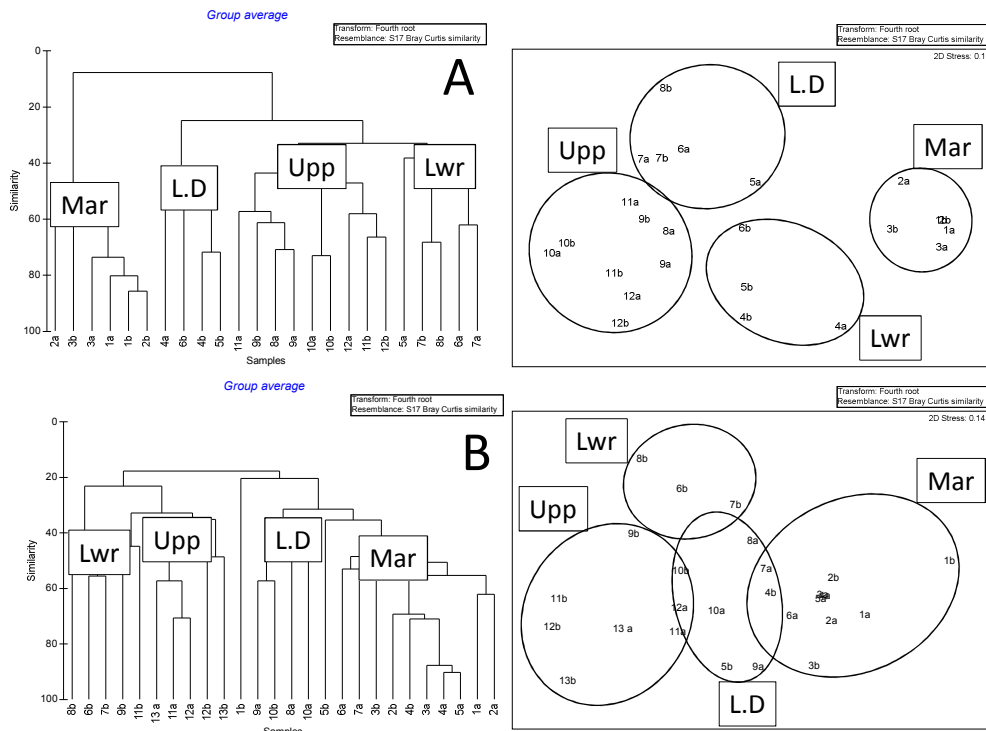 Group average
Transform: Fourth root
Resemblance: S17 Bray Curtis similarity
A
0
20
40
60
80
100
Similarity
Mar
L.D
Upp
Lwr
2a 3b 3a 1a 1b 2b 4a 6b 4b 5b 11a 9b 8a 9a 10a 10b 12a 11b 12b 5a 7b 8b 6a 7a
Samples
Transform: Fourth root
Resemblance: S17 Bray Curtis similarity
2D Stress: 0.1
L.D
Upp
Mar
Lwr
8b
7a 7b 6a
5a
2a
11a
9b
8a
6b
3b
1a
3a
10b
10a
9a
11b
5b
12a
4b
12b
4a
Group average
Transform: Fourth root
Resemblance: S17 Bray Curtis similarity
B
0
20
40
60
80
100
Similarity
Lwr
Upp
L.D
Mar
8b 6b 7b 9b 11b 13 a 11a 12a 12b 13b 1b 9a 10b 8a 10a 5b 6a 7a 3b 2b 4b 3a 4a 5a 1a 2a
Samples
Transform: Fourth root
Resemblance: S17 Bray Curtis similarity
2D Stress: 0.14
Lwr
Upp
Mar
L.D
8b
6b
7b
9b
8a
1b
10b
7a
2b
4b
11b
12a
10a
6a
1a
2a
12b
13 a
11a
5b
9a
3b
13b